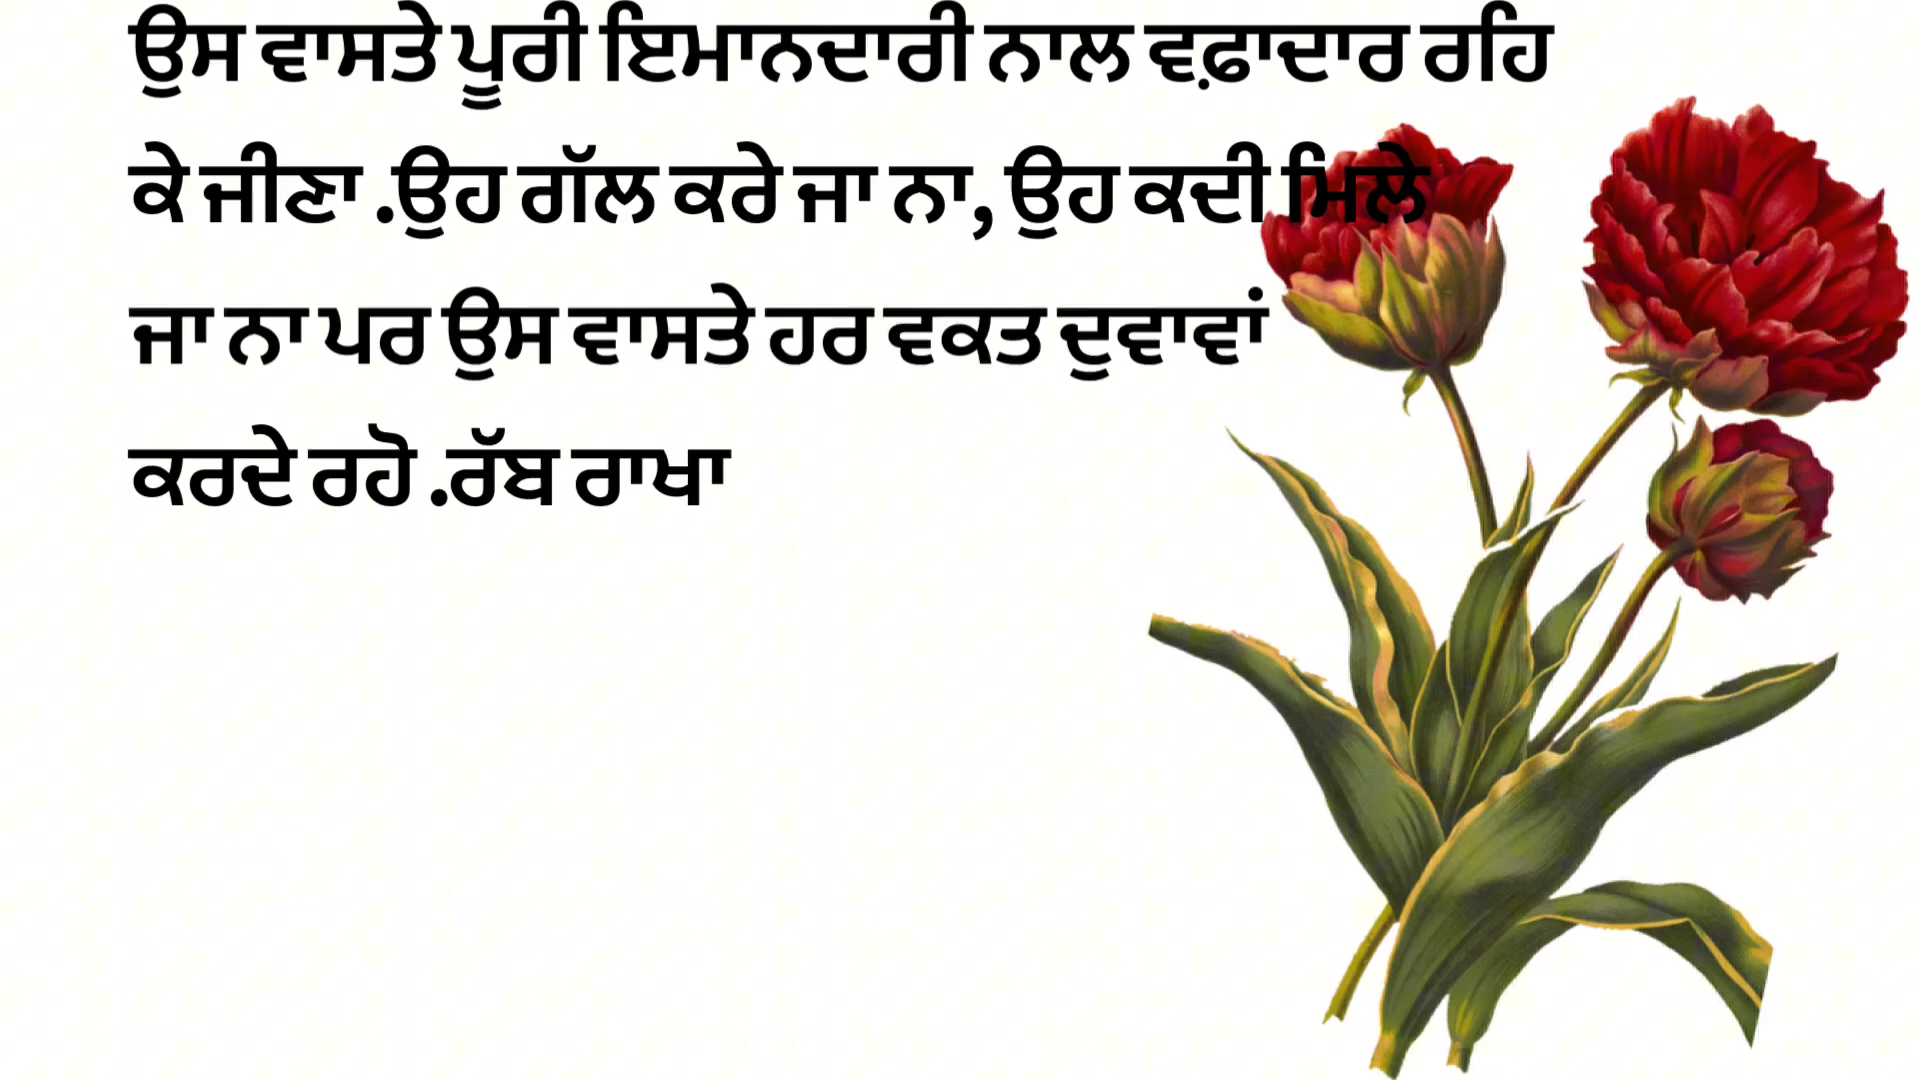 ਉਸ ਵਾਸਤੇ ਪੂਰੀ ਇਮਾਨਦਾਰੀ ਨਾਲ ਵਫ਼ਾਦਾਰ ਰਹਿ
ਕੇ ਜੀਣਾ .ਉਹ ਗੱਲ ਕਰੇ ਜਾ ਨਾ, ਉਹ ਕਦੀ ਮਿਲੇ
ਜਾ ਨਾ ਪਰ ਉਸ ਵਾਸਤੇ ਹਰ ਵਕਤ ਦੁਵਾਵਾਂ
ਕਰਦੇ ਰਹੋ .ਰੱਬ ਰਾਖਾ